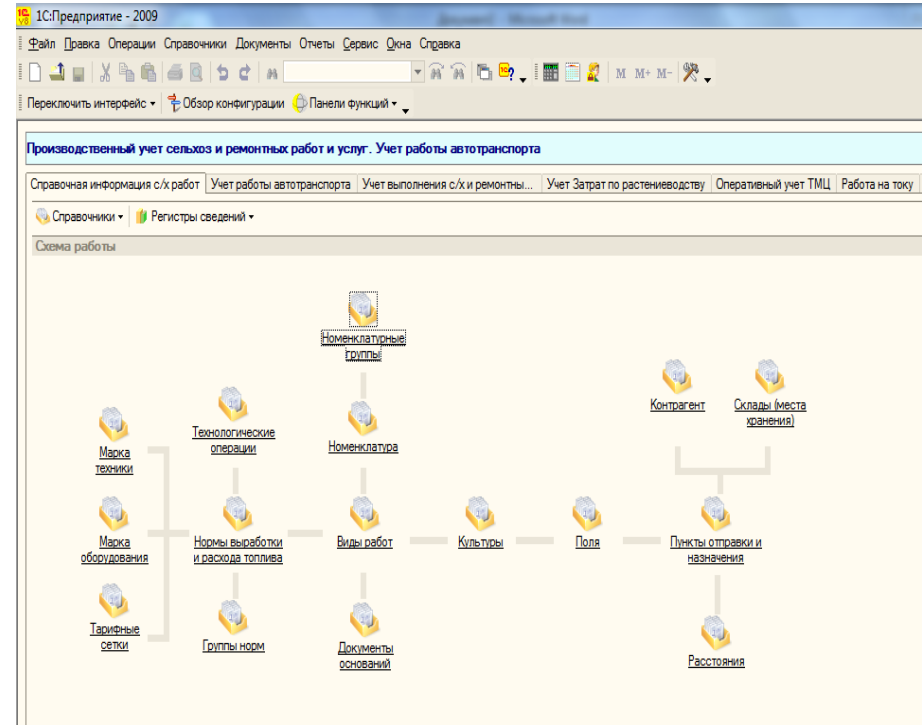 1С:Предприятие - 2009
Файл Правка Операции Справочники Документы Отчеты Сервис Окна Справка
M M+ M-
Переключить интерфейс Обзор конфигурации Панели функций
Производственный учет сельхоз и ремонтных работ и услуг. Учет работы автотранспорта
Справочная информация с/х работ Учет работы автотранспорта Учет выполнения с/х и ремонтны... Учет Затрат по растениеводству Оперативный учет ТМЦ Работа на току
Справочники Регистры сведений
Схема работы
Номенклатурные
группы
Контрагент
Склады (места
хранения)
Марка
техники
Технологические
операции
Номенклатура
Марка
оборудования
Нормы выработки
и расхода топлива
Виды работ
Культуры
Поля
Пункты отправки и
назначения
Тарифные
сетки
Группы норм
Документы
оснований
Расстояния